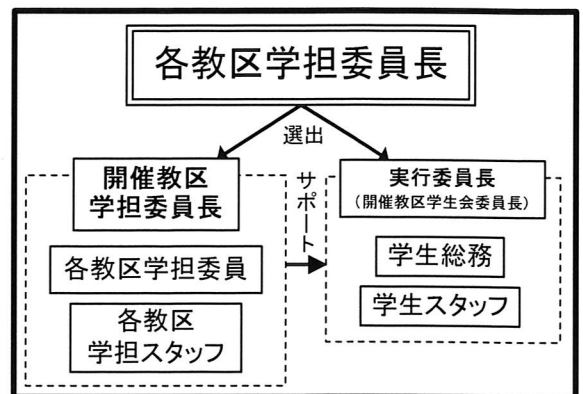 各教区学担委員長
選出
開催教区
学担委員長
各教区学担委員
各教区
学担スタッフ
サポート
実行委員長
（開催教区学生会委員長）
学生総務
学生スタッフ